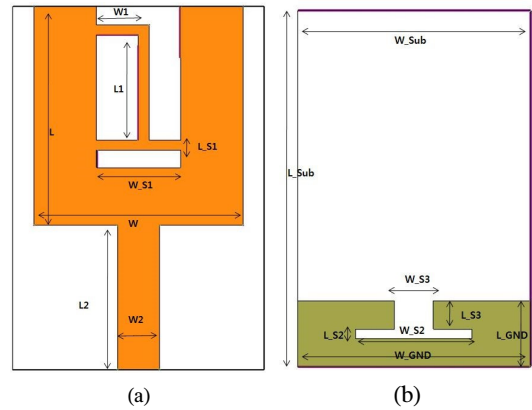 W1
L1
L
L_S1
W_S1
W
L2
W2
(a)
W_Sub
L_Sub
W_S3
L_S3
L_S2
W_S2
L_GND
W_GND
(b)